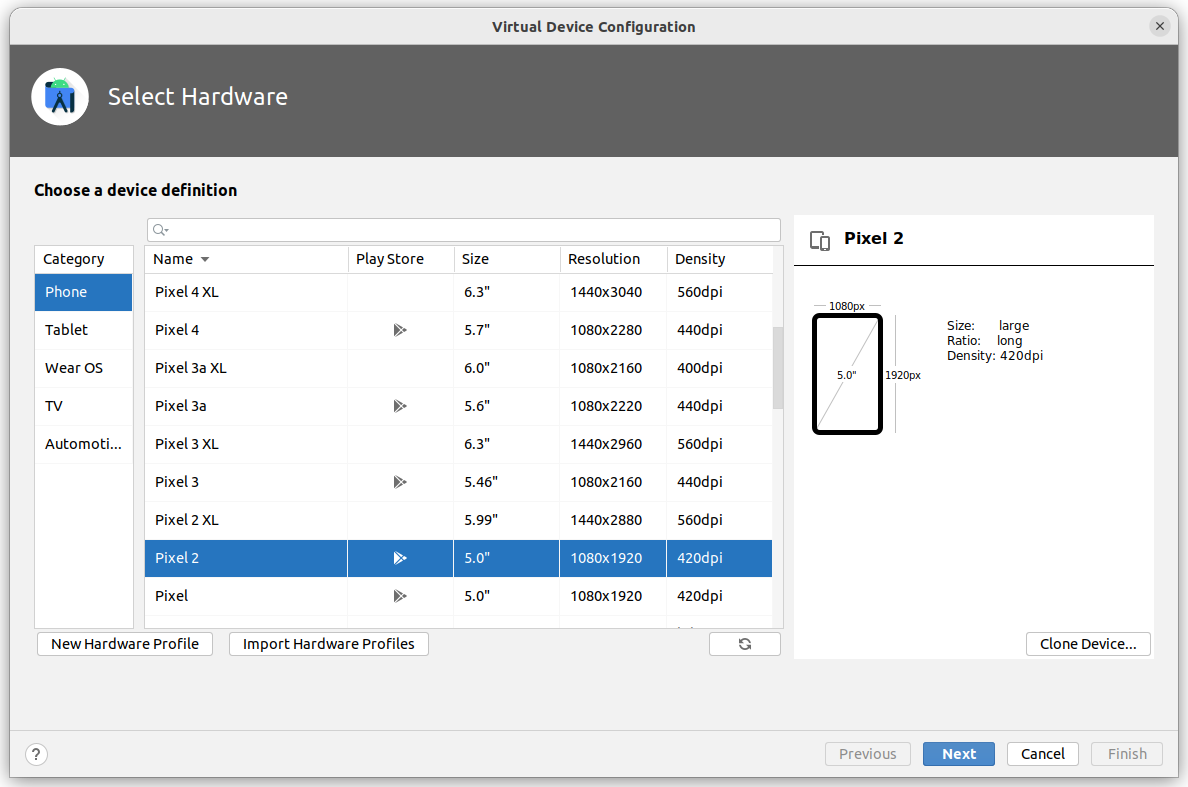 Virtual Device Configuration
Select Hardware
Choose a device definition
Category
Phone
Tablet
Wear OS
TV
Automoti...
Name Play Store Size Resolution Density
Pixel 4 XL 6.3" 1440x3040 560dpi
Pixel 4 5.7" 1080x2280 440dpi
Pixel 3a XL 6.0" 1080x2160 400dpi
Pixel 3a 5.6" 1080x2220 440dpi
Pixel 3 XL 6.3" 1440x2960 560dpi
Pixel 3 5.46" 1080x2160 440dpi
Pixel 2 XL 5.99" 1440x2880 560dpi
Pixel 2 5.0" 1080x1920 420dpi
Pixel 5.0" 1080x1920 420dpi
New Hardware Profile Import Hardware Profiles
Pixel 2
1080px
5.0"
1920px
Size: large
Ratio: long
Density: 420dpi
Clone Device...
? Previous Next Cancel Finish